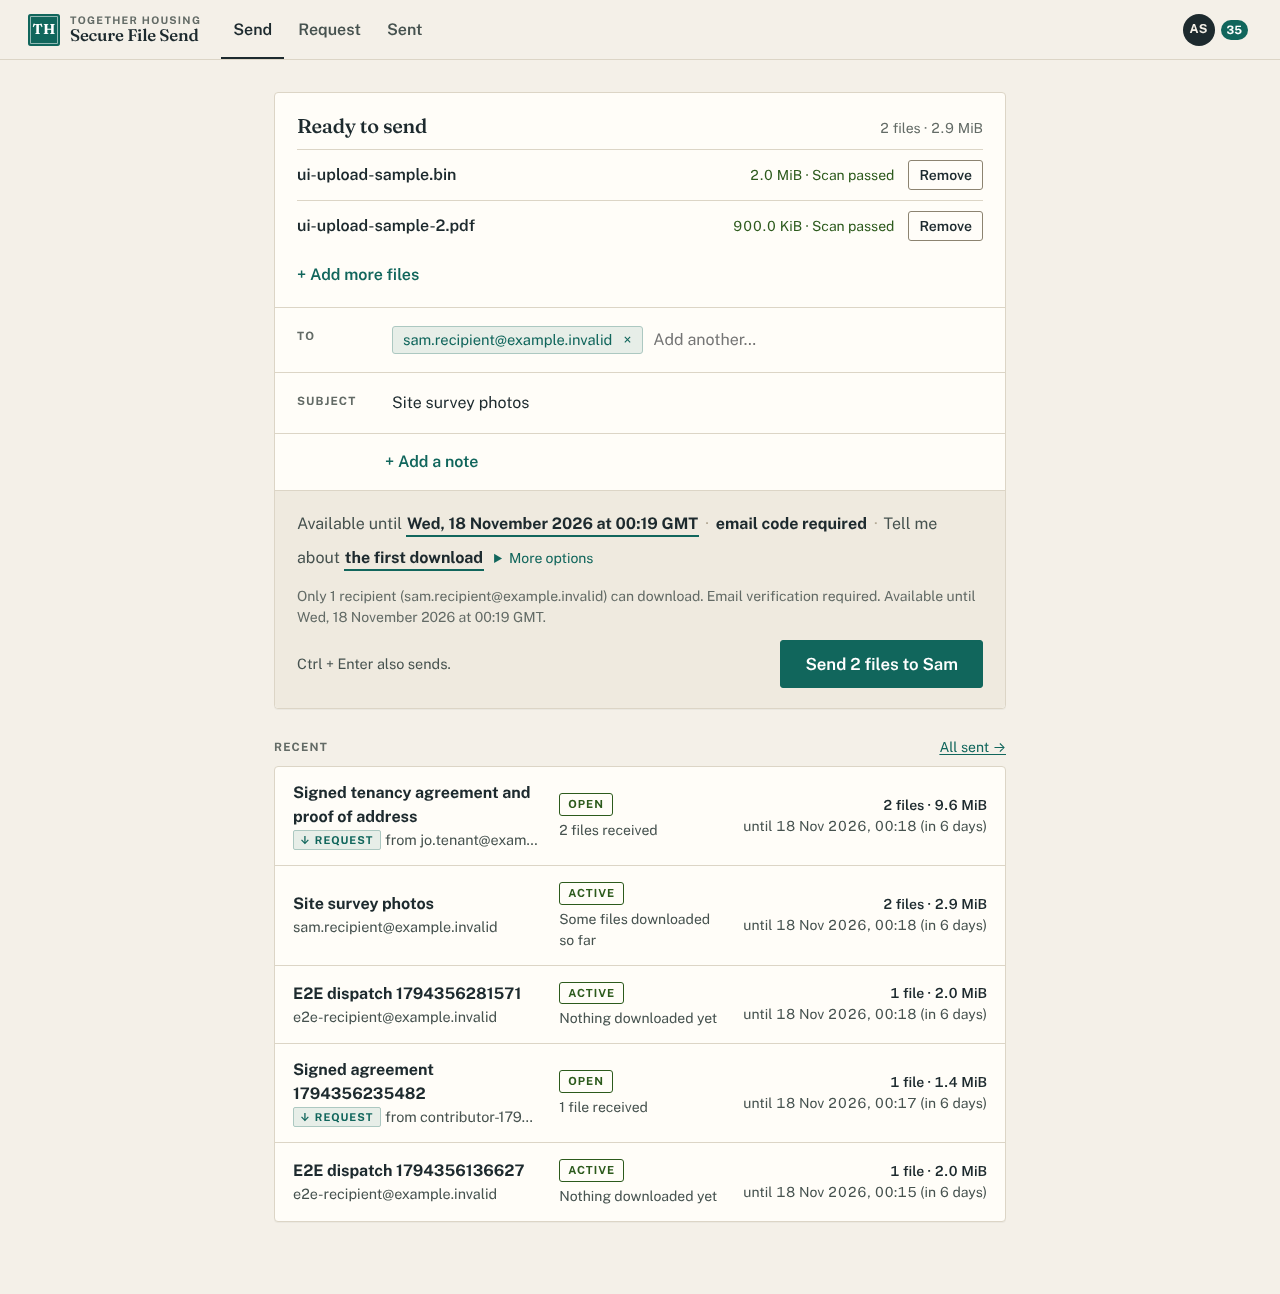 TH
TOGETHER HOUSING
Secure File Send
Send
Request
Sent
AS
35
Ready to send
2 files · 2.9 MiB
ui-upload-sample.bin
2.0 MiB · Scan passed
Remove
ui-upload-sample-2.pdf
900.0 KiB · Scan passed
Remove
+ Add more files
TO
sam.recipient@example.invalid ×
Add another...
SUBJECT
Site survey photos
+ Add a note
Available until Wed, 18 November 2026 at 00:19 GMT · email code required · Tell me
about the first download ▶ More options
Only 1 recipient (sam.recipient@example.invalid) can download. Email verification required. Available until
Wed, 18 November 2026 at 00:19 GMT.
Ctrl + Enter also sends.
Send 2 files to Sam
RECENT
All sent →
Signed tenancy agreement and
proof of address
↓ REQUEST from jo.tenant@exam...
OPEN
2 files received
2 files · 9.6 MiB
until 18 Nov 2026, 00:18 (in 6 days)
Site survey photos
sam.recipient@example.invalid
ACTIVE
Some files downloaded
so far
2 files · 2.9 MiB
until 18 Nov 2026, 00:18 (in 6 days)
E2E dispatch 1794356281571
e2e-recipient@example.invalid
ACTIVE
Nothing downloaded yet
1 file · 2.0 MiB
until 18 Nov 2026, 00:18 (in 6 days)
Signed agreement
1794356235482
↓ REQUEST from contributor-179...
OPEN
1 file received
1 file · 1.4 MiB
until 18 Nov 2026, 00:17 (in 6 days)
E2E dispatch 1794356136627
e2e-recipient@example.invalid
ACTIVE
Nothing downloaded yet
1 file · 2.0 MiB
until 18 Nov 2026, 00:15 (in 6 days)